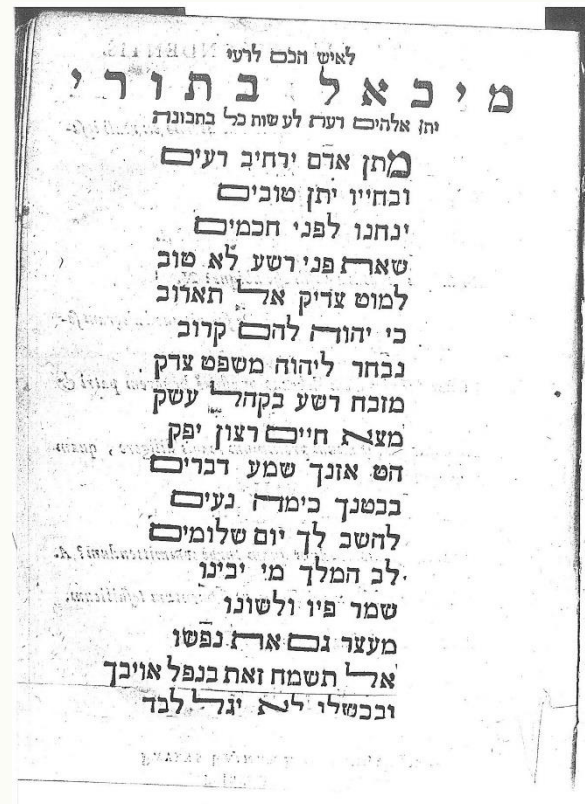 לאיש חכם לרעי
מיכאל בתורי
יתן אלהים דעת לעשות כל בתבונה
מתן אדם ירחיב רעים
ובחייו יתן טובים
ינחנו לפני חכמים
שאת פני רשע לא טוב
למוט צדיק אל תארוב
כי יהוה להם קרוב
נבחר ליהוה משפט צדק
מזבח רשע בקהל עשק
מצא חיים רצון יפק
הט אזנך שמע דברים
בבטנך כימה נעים
להשב לך יום שלומים
לב המלך מי יבינו
שמר פיו ולשונו
מעצר גם את נפשו
אל תשמח זאת בנפל אויבך
ובכשלו לא יגל לבד